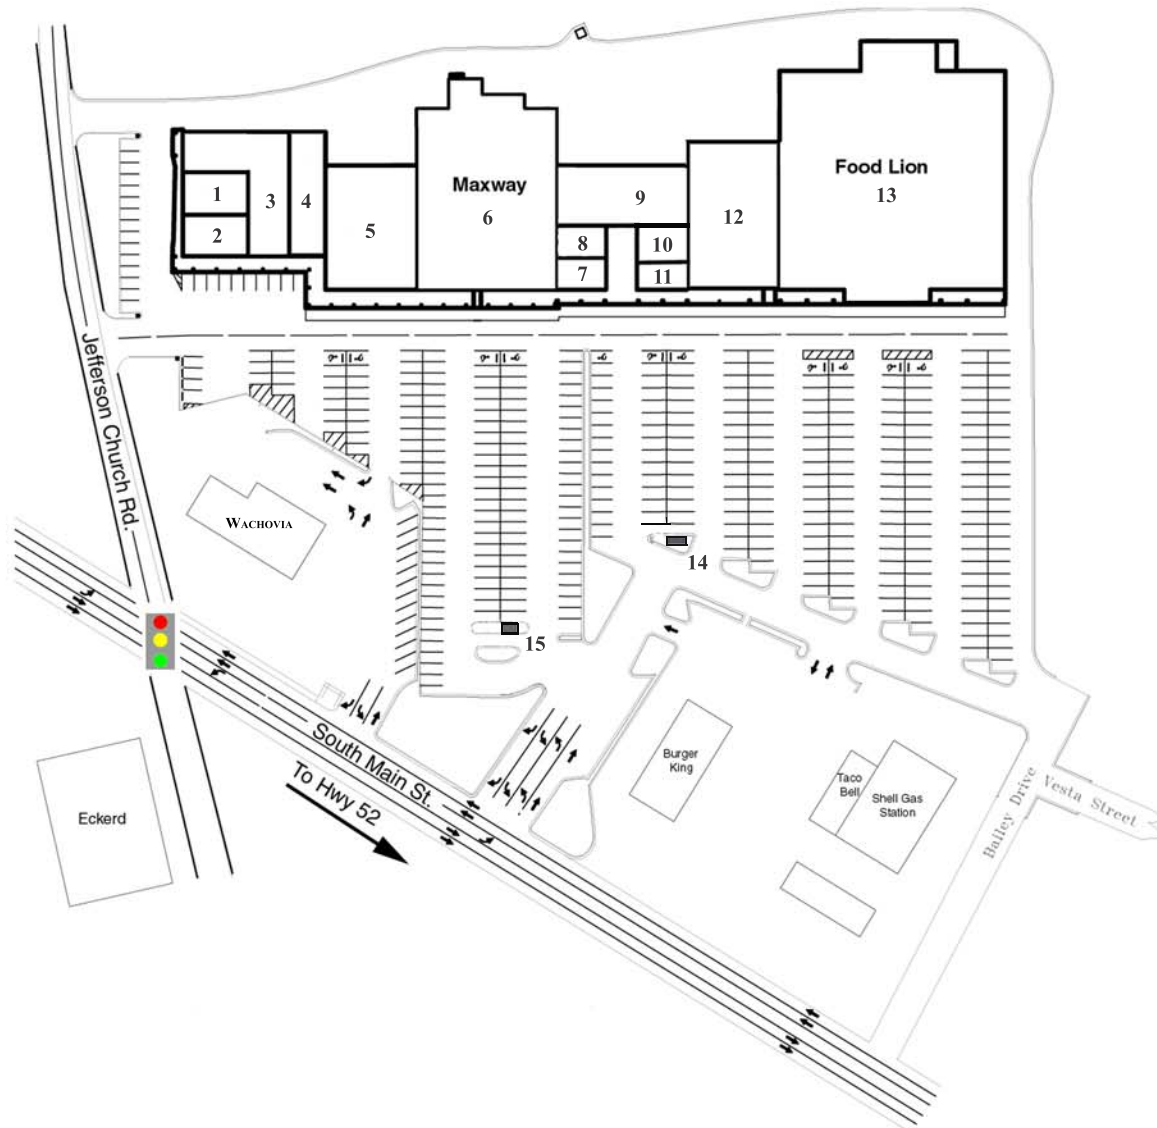 Food Lion
13
Maxway
6
1
2
3
4
5
9
8
7
10
11
12
Jefferson Church Rd.
WACHOVIA
14
15
South Main St.
To Hwy 52
Eckerd
Burger
King
Taco
Bell
Shell Gas
Station
Bailey Drive
Vesta Street